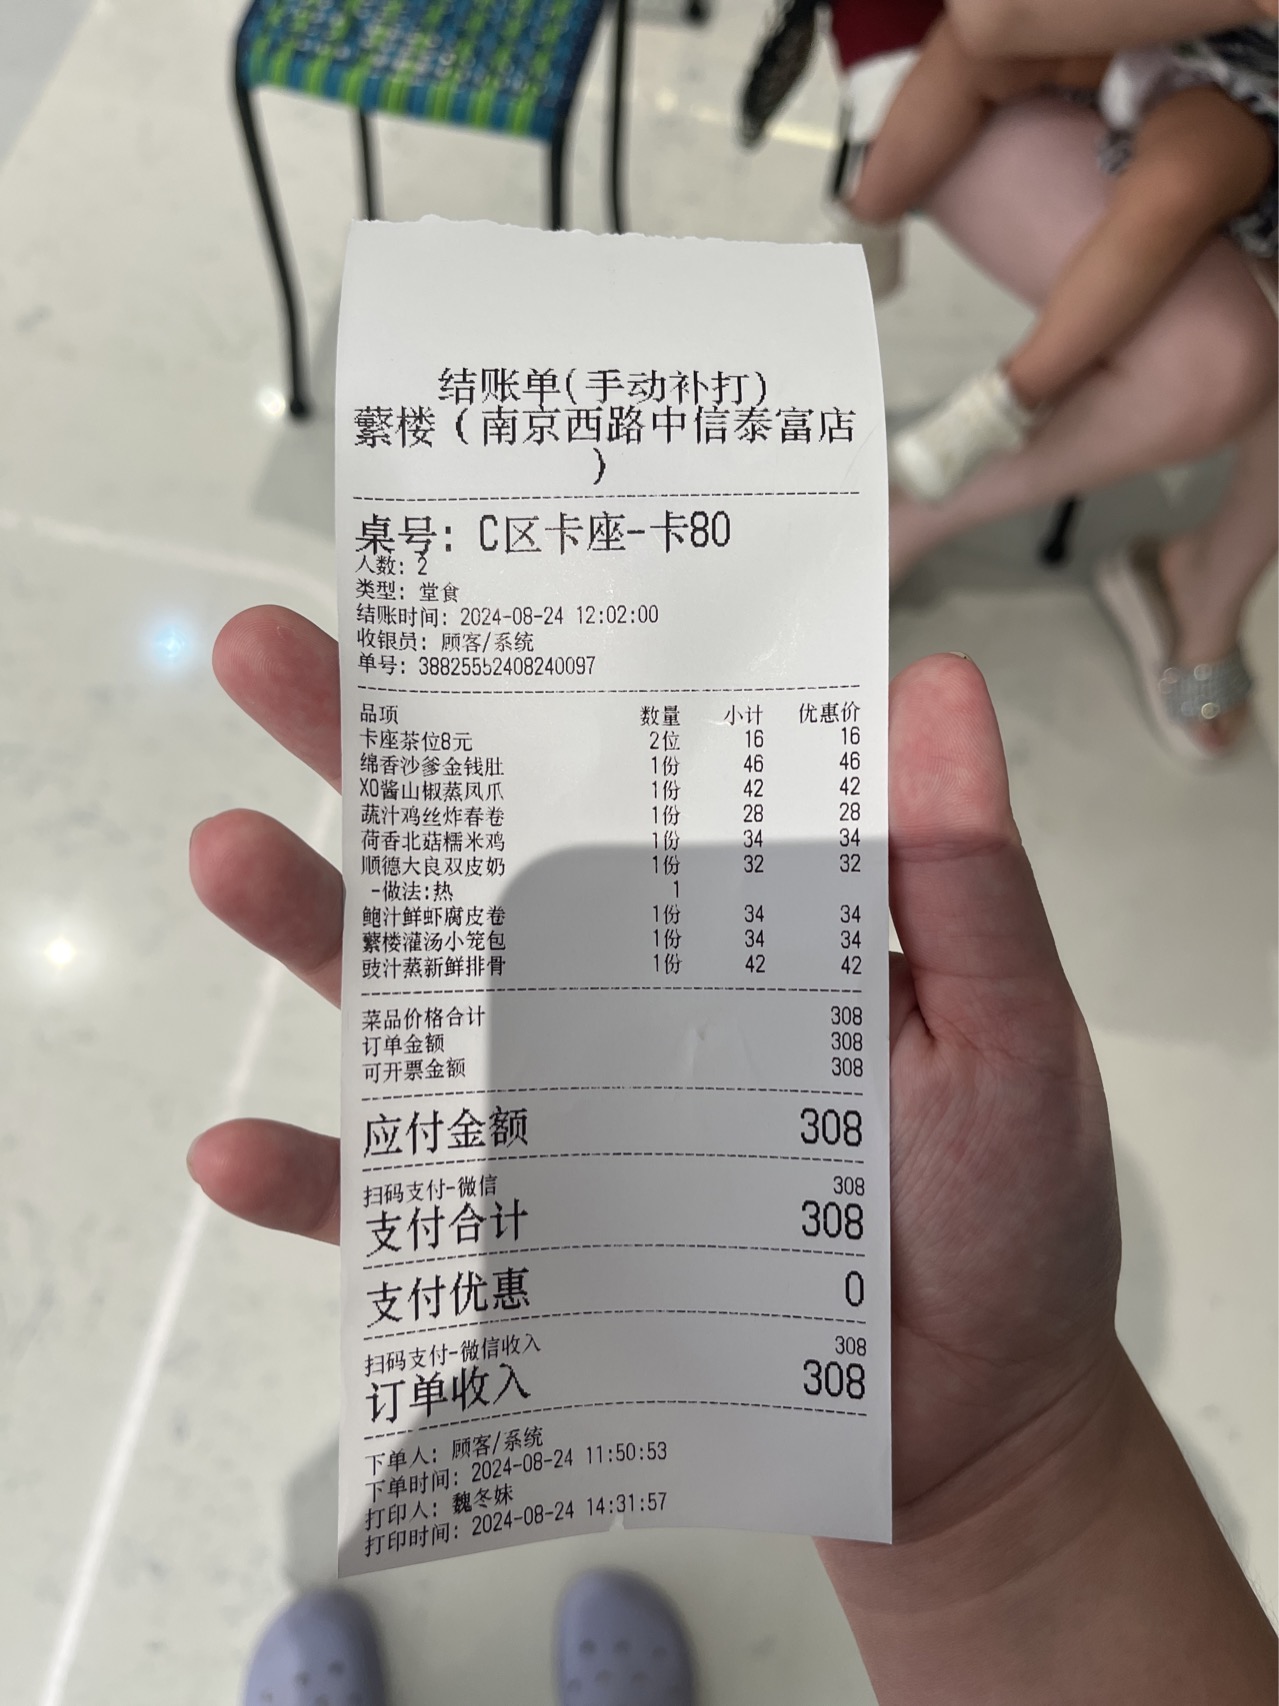 结账单(手动补打)
蘩楼（南京西路中信泰富店
）
桌号: C区卡座-卡80
人数: 2
类型: 堂食
结账时间: 2024-08-24 12:02:00
收银员: 顾客/系统
单号: 38825552408240097
品项 数量 小计 优惠价
卡座茶位8元 2位 16 16
绵香沙爹金钱肚 1份 46 46
XO酱山椒蒸凤爪 1份 42 42
蔬汁鸡丝炸春卷 1份 28 28
荷香北菇糯米鸡 1份 34 34
顺德大良双皮奶 1份 32 32
-做法:热 1
鲍汁鲜虾腐皮卷 1份 34 34
蘩楼灌汤小笼包 1份 34 34
豉汁蒸新鲜排骨 1份 42 42
菜品价格合计 308
订单金额 308
可开票金额 308
应付金额 308
扫码支付-微信 308
支付合计 308
支付优惠 0
扫码支付-微信收入 308
订单收入 308
下单人: 顾客/系统
下单时间: 2024-08-24 11:50:53
打印人: 魏冬妹
打印时间: 2024-08-24 14:31:57